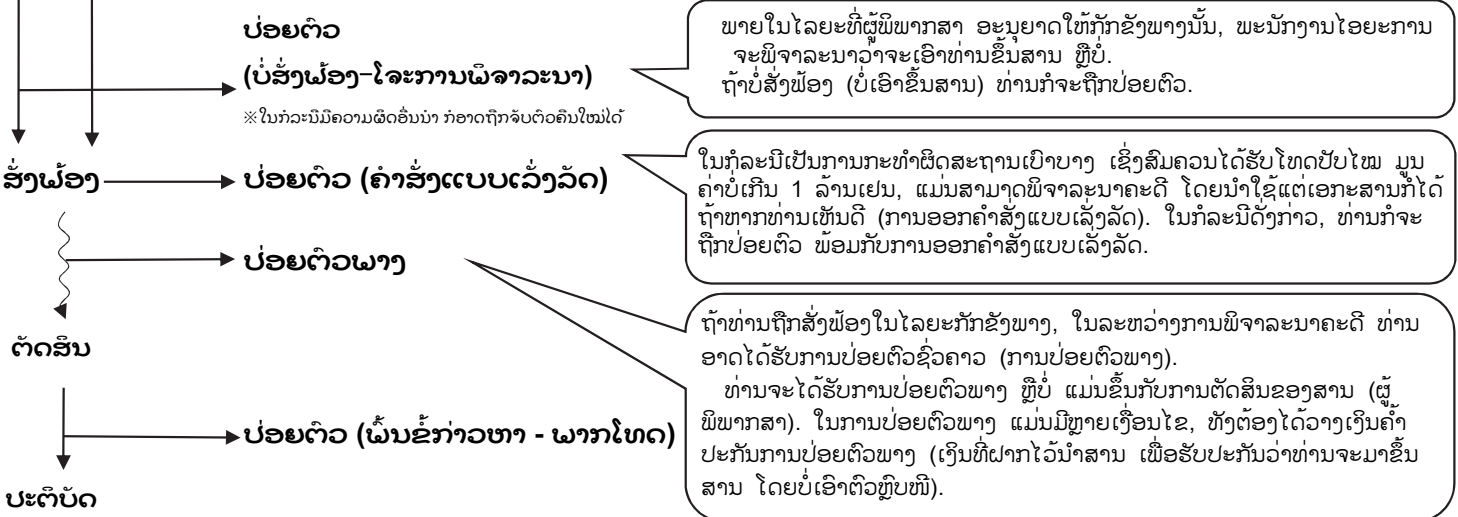 ປ່ອຍຕົວ
(ບໍ່ສັ່ງຟ້ອງ–ໂຈະການພິຈາລະນາ)
※ໃນກໍລະນີມີຄວາມຜິດອື່ນນຳ ກໍອາດຖືກຈັບຕົວຄືນໃໝ່ໄດ້
ພາຍໃນໄລຍະທີ່ຜູ້ພິພາກສາ ອະນຸຍາດໃຫ້ກັກຂັງພາງນັ້ນ, ພະນັກງານໄອຍະການ
ຈະພິຈາລະນາວ່າຈະເອົາທ່ານຂຶ້ນສານ ຫຼືບໍ່.
ຖ້າບໍ່ສັ່ງຟ້ອງ (ບໍ່ເອົາຂຶ້ນສານ) ທ່ານກໍຈະຖືກປ່ອຍຕົວ.
ສັ່ງຟ້ອງ
ປ່ອຍຕົວ (ຄຳສັ່ງແບບເລັ່ງລັດ)
ໃນກໍລະນີເປັນການກະທຳຜິດສະຖານເບົາບາງ ເຊິ່ງສົມຄວນໄດ້ຮັບໂທດປັບໄໝ ມູນ
ຄ່າບໍ່ເກີນ 1 ລ້ານເຢນ, ແມ່ນສາມາດພິຈາລະນາຄະດີ ໂດຍນຳໃຊ້ແຕ່ເອກະສານກໍໄດ້
ຖ້າຫາກທ່ານເຫັນດີ (ການອອກຄຳສັ່ງແບບເລັ່ງລັດ). ໃນກໍລະນີດັ່ງກ່າວ, ທ່ານກໍຈະ
ຖືກປ່ອຍຕົວ ພ້ອມກັບການອອກຄຳສັ່ງແບບເລັ່ງລັດ.
ປ່ອຍຕົວພາງ
ຖ້າທ່ານຖືກສັ່ງຟ້ອງໃນໄລຍະກັກຂັງພາງ, ໃນລະຫວ່າງການພິຈາລະນາຄະດີ ທ່ານ
ອາດໄດ້ຮັບການປ່ອຍຕົວຊົ່ວຄາວ (ການປ່ອຍຕົວພາງ).
ທ່ານຈະໄດ້ຮັບການປ່ອຍຕົວພາງ ຫຼືບໍ່ ແມ່ນຂຶ້ນກັບການຕັດສິນຂອງສານ (ຜູ້
ພິພາກສາ). ໃນການປ່ອຍຕົວພາງ ແມ່ນມີຫຼາຍເງື່ອນໄຂ, ທັງຕ້ອງໄດ້ວາງເງິນຄ້ຳ
ປະກັນການປ່ອຍຕົວພາງ (ເງິນທີ່ຝາກໄວ້ນຳສານ ເພື່ອຮັບປະກັນວ່າທ່ານຈະມາຂຶ້ນ
ສານ ໂດຍບໍ່ເອົາຕົວຫຼົບໜີ).
ຕັດສິນ
ປ່ອຍຕົວ (ພົ້ນຂໍ້ກ່າວຫາ - ພາກໂທດ)
ປະຕິບັດ